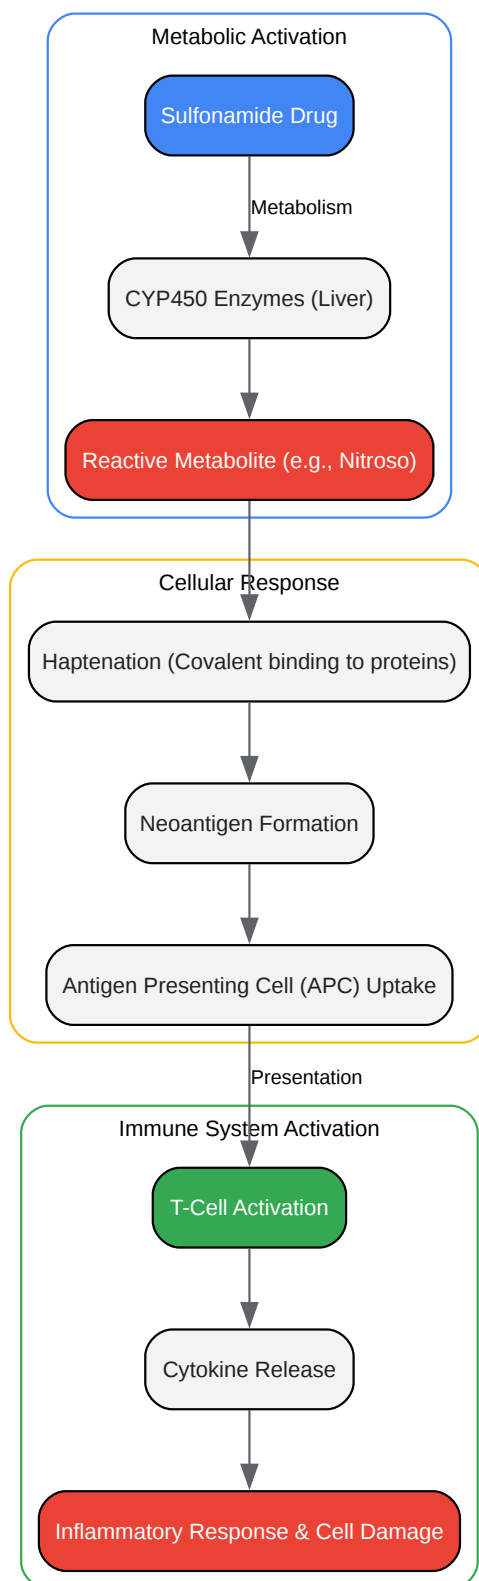 Metabolic Activation
Sulfonamide Drug
Metabolism
CYP450 Enzymes (Liver)
Reactive Metabolite (e.g., Nitroso)
Cellular Response
Haptenation (Covalent binding to proteins)
Neoantigen Formation
Antigen Presenting Cell (APC) Uptake
Presentation
Immune System Activation
T-Cell Activation
Cytokine Release
Inflammatory Response & Cell Damage